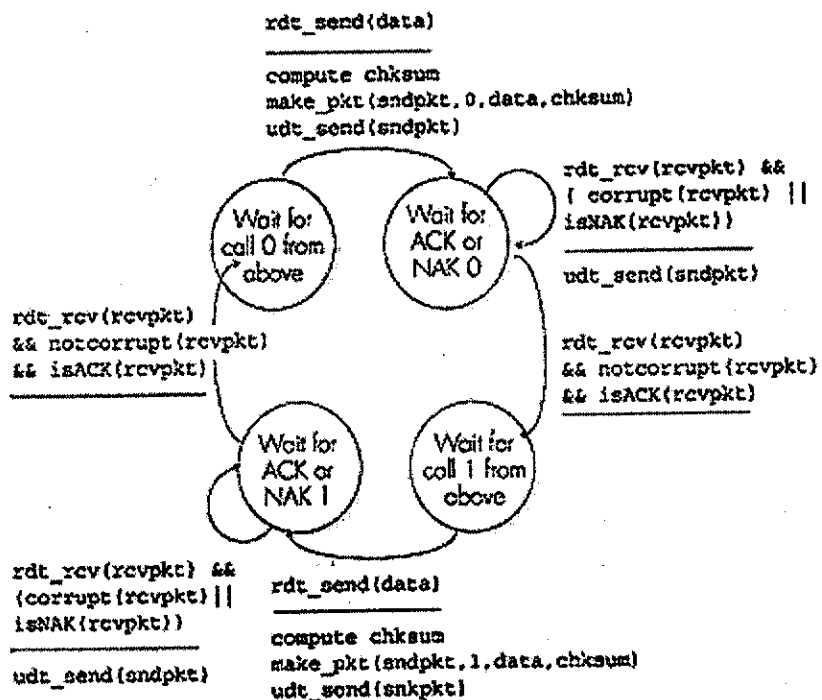 rdt_send(data)
compute chksum
make_pkt(sndpkt,0,data,chksum)
udt_send(sndpkt)
Wait for
call 0 from
above
Wait for
ACK or
NAK 0
rdt_rcv(rcvpkt) &&
( corrupt(rcvpkt) ||
isNAK(rcvpkt))
udt_send(sndpkt)
rdt_rcv(rcvpkt)
&& notcorrupt(rcvpkt)
&& isACK(rcvpkt)
rdt_rcv(rcvpkt)
&& notcorrupt(rcvpkt)
&& isACK(rcvpkt)
Wait for
ACK or
NAK 1
Wait for
call 1 from
above
rdt_rcv(rcvpkt) &&
(corrupt(rcvpkt)||
isNAK(rcvpkt))
udt_send(sndpkt)
rdt_send(data)
compute chksum
make_pkt(sndpkt,1,data,chksum)
udt_send(snkpkt)